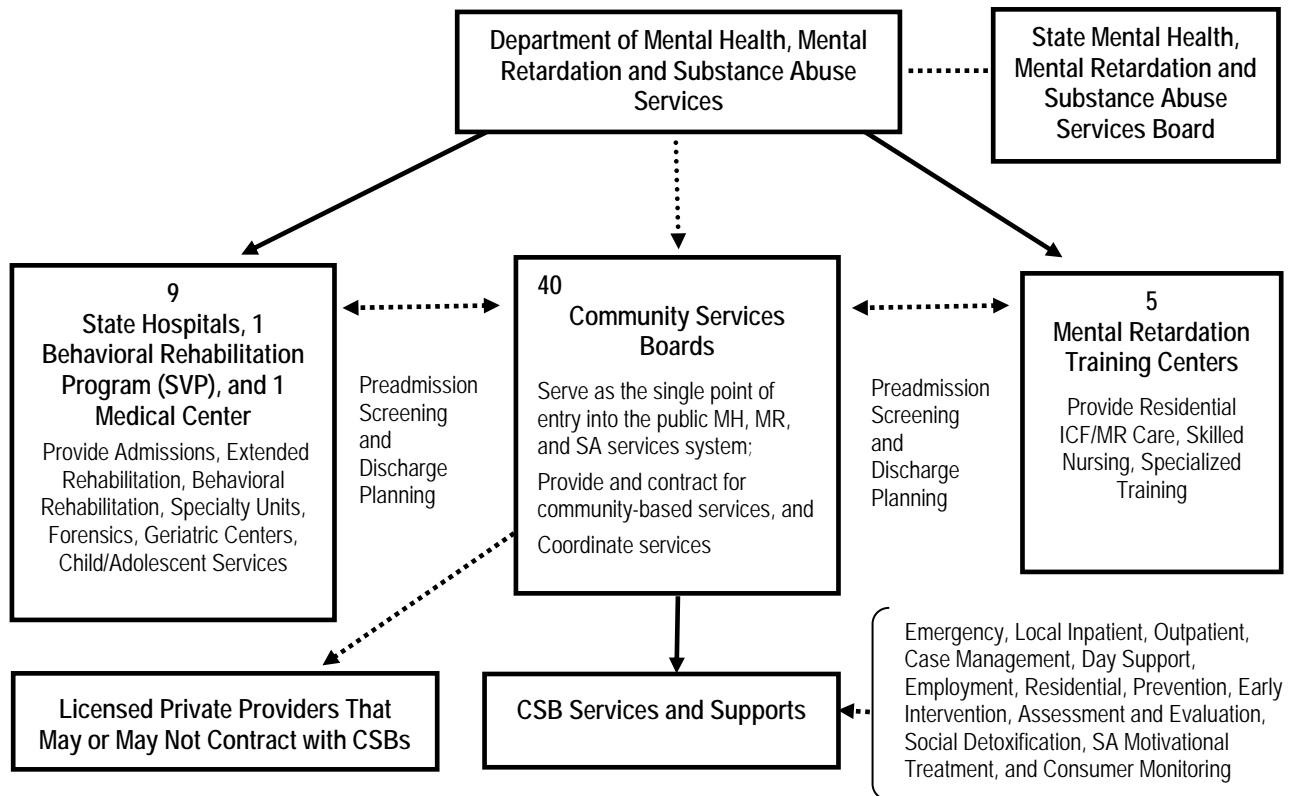 Department of Mental Health, Mental
Retardation and Substance Abuse
Services
State Mental Health,
Mental Retardation and
Substance Abuse
Services Board
9
State Hospitals, 1
Behavioral Rehabilitation
Program (SVP), and 1
Medical Center
Provide Admissions, Extended
Rehabilitation, Behavioral
Rehabilitation, Specialty Units,
Forensics, Geriatric Centers,
Child/Adolescent Services
Preadmission
Screening
and
Discharge
Planning
40
Community Services
Boards
Serve as the single point of
entry into the public MH, MR,
and SA services system;
Provide and contract for
community-based services, and
Coordinate services
Preadmission
Screening
and
Discharge
Planning
5
Mental Retardation
Training Centers
Provide Residential
ICF/MR Care, Skilled
Nursing, Specialized
Training
Licensed Private Providers That
May or May Not Contract with CSBs
CSB Services and Supports
Emergency, Local Inpatient, Outpatient,
Case Management, Day Support,
Employment, Residential, Prevention, Early
Intervention, Assessment and Evaluation,
Social Detoxification, SA Motivational
Treatment, and Consumer Monitoring